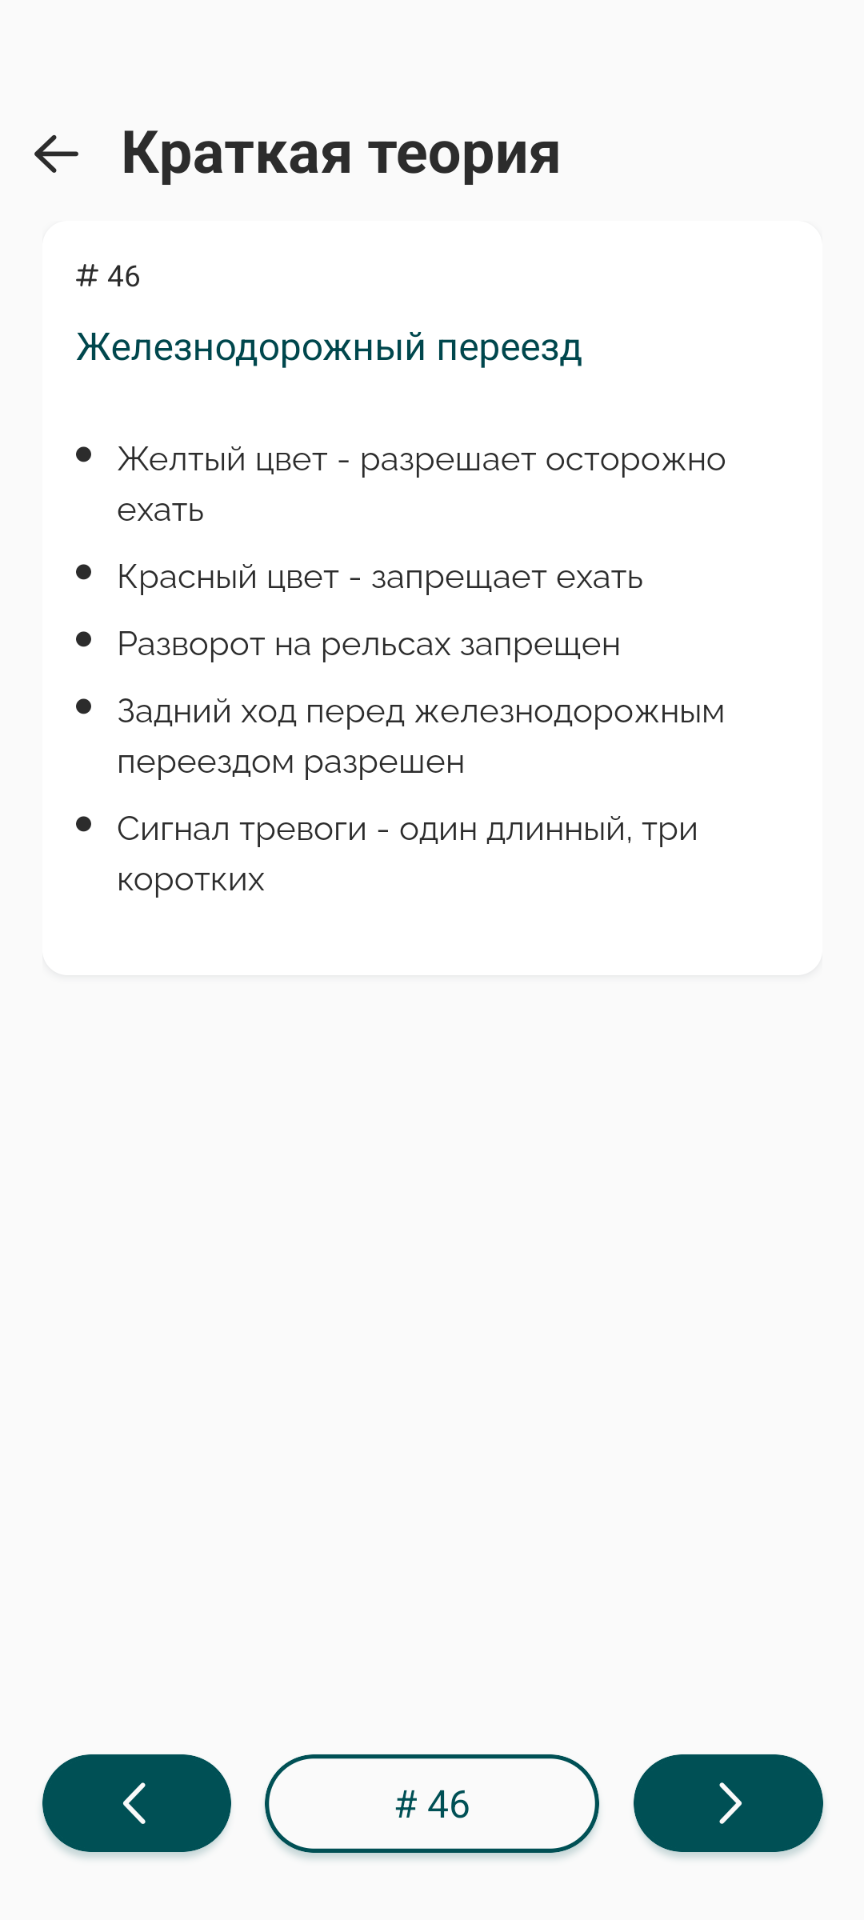 Краткая теория
# 46
Железнодорожный переезд
Желтый цвет - разрешает осторожно
ехать
Красный цвет - запрещает ехать
Разворот на рельсах запрещен
Задний ход перед железнодорожным
переездом разрешен
Сигнал тревоги - один длинный, три
коротких
# 46